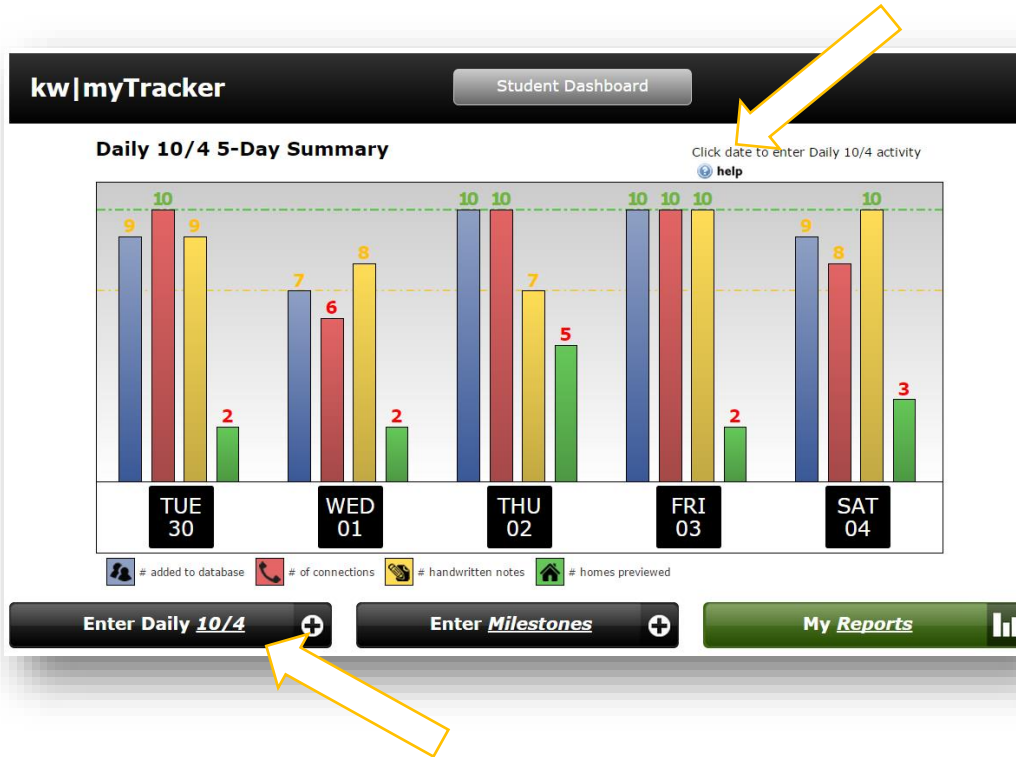 kw|myTracker
Student Dashboard
Daily 10/4 5-Day Summary
Click date to enter Daily 10/4 activity
help
9 10 9 2
7 6 8 2
10 10 7 5
10 10 10 2
9 8 10 3
TUE 30
WED 01
THU 02
FRI 03
SAT 04
# added to database # of connections # handwritten notes # homes previewed
Enter Daily 10/4 Enter Milestones My Reports